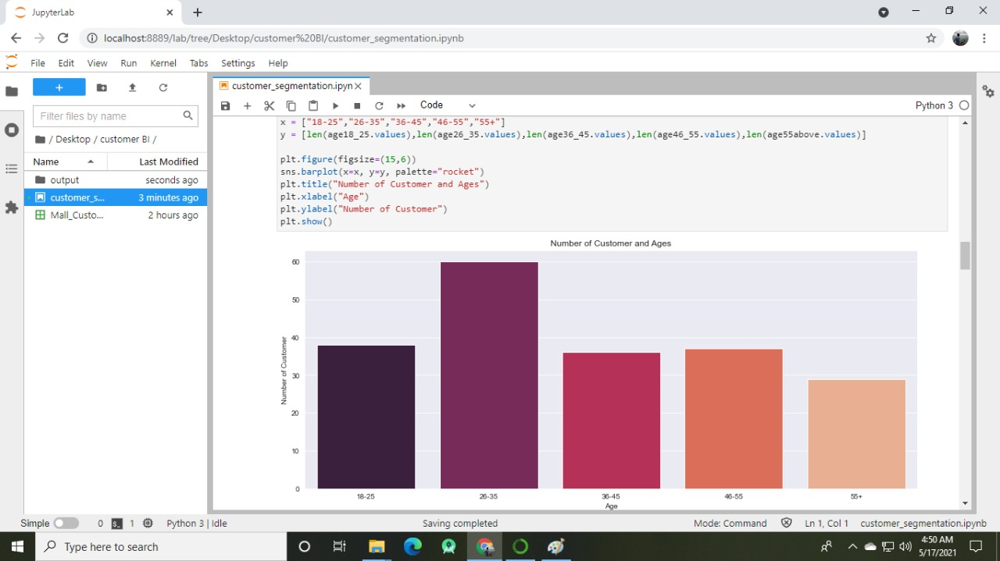 JupyterLab
localhost:8889/lab/tree/Desktop/customer%20BI/customer_segmentation.ipynb
File Edit View Run Kernel Tabs Settings Help
Filter files by name
/ Desktop / customer BI /
Name Last Modified
output seconds ago
customer_s... 3 minutes ago
Mall_Custo... 2 hours ago
customer_segmentation.ipyn
Code
Python 3
x = ["18-25","26-35","36-45","46-55","55+"]
y = [len(age18_25.values),len(age26_35.values),len(age36_45.values),len(age46_55.values),len(age55above.values)]
plt.figure(figsize=(15,6))
sns.barplot(x=x, y=y, palette="rocket")
plt.title("Number of Customer and Ages")
plt.xlabel("Age")
plt.ylabel("Number of Customer")
plt.show()
Number of Customer and Ages
60
50
40
30
20
10
0
Number of Customer
18-25 26-35 36-45 46-55 55+
Age
Simple 0 $_ 1 Python 3 | Idle Saving completed Mode: Command Ln 1, Col 1 customer_segmentation.ipynb
Type here to search
4:50 AM
5/17/2021